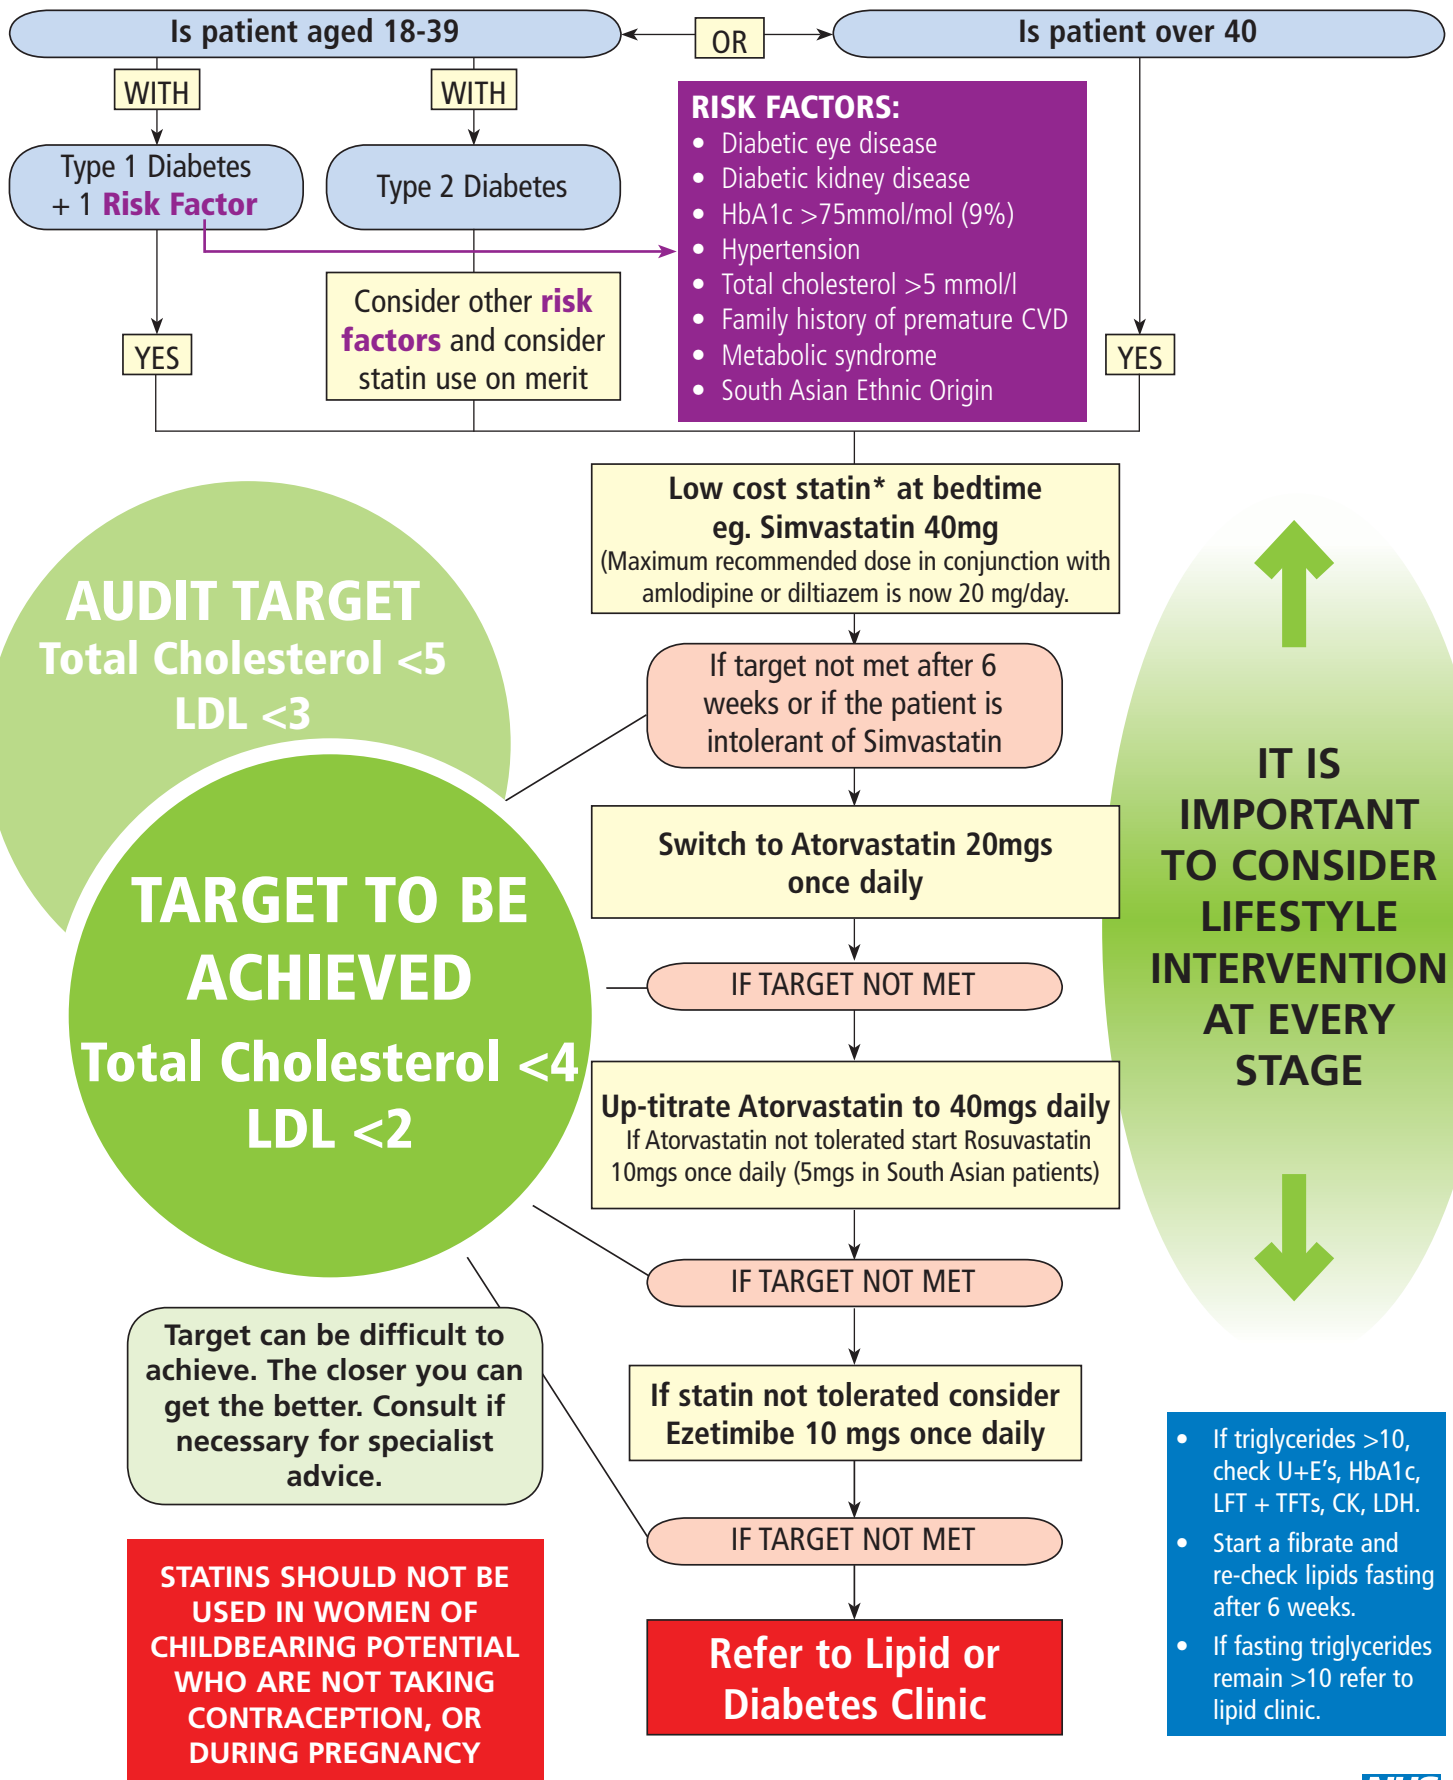 Is patient aged 18-39
OR
Is patient over 40
WITH
WITH
Type 1 Diabetes
+ 1 Risk Factor
Type 2 Diabetes
RISK FACTORS:
• Diabetic eye disease
• Diabetic kidney disease
• HbA1c >75mmol/mol (9%)
• Hypertension
• Total cholesterol >5 mmol/l
• Family history of premature CVD
• Metabolic syndrome
• South Asian Ethnic Origin
YES
Consider other risk
factors and consider
statin use on merit
YES
Low cost statin* at bedtime
eg. Simvastatin 40mg
(Maximum recommended dose in conjunction with
amlodipine or diltiazem is now 20 mg/day.
AUDIT TARGET
Total Cholesterol <5
LDL <3
If target not met after 6
weeks or if the patient is
intolerant of Simvastatin
Switch to Atorvastatin 20mgs
once daily
TARGET TO BE
ACHIEVED
Total Cholesterol <4
LDL <2
IF TARGET NOT MET
Up-titrate Atorvastatin to 40mgs daily
If Atorvastatin not tolerated start Rosuvastatin
10mgs once daily (5mgs in South Asian patients)
IT IS
IMPORTANT
TO CONSIDER
LIFESTYLE
INTERVENTION
AT EVERY
STAGE
IF TARGET NOT MET
Target can be difficult to
achieve. The closer you can
get the better. Consult if
necessary for specialist
advice.
If statin not tolerated consider
Ezetimibe 10 mgs once daily
IF TARGET NOT MET
Refer to Lipid or
Diabetes Clinic
STATINS SHOULD NOT BE
USED IN WOMEN OF
CHILDBEARING POTENTIAL
WHO ARE NOT TAKING
CONTRACEPTION, OR
DURING PREGNANCY
• If triglycerides >10,
check U+E's, HbA1c,
LFT + TFTs, CK, LDH.
• Start a fibrate and
re-check lipids fasting
after 6 weeks.
• If fasting triglycerides
remain >10 refer to
lipid clinic.